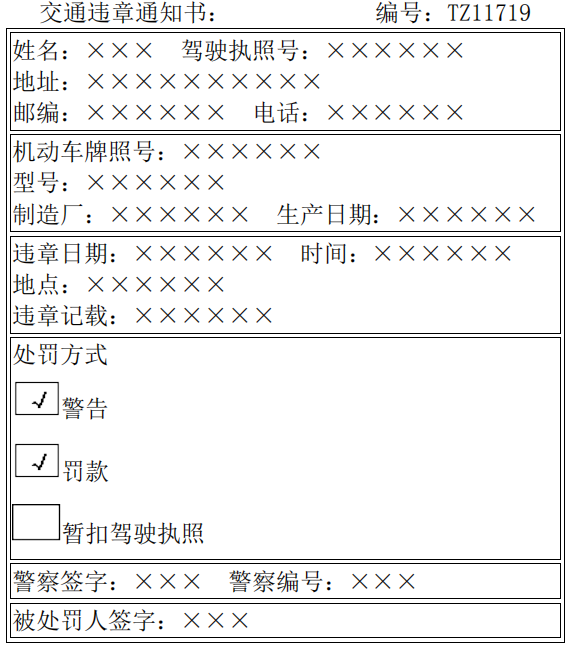 交通违章通知书： 编号：TZ11719
姓名：××× 驾驶执照号：××××××
地址：××××××××××
邮编：×××××× 电话：××××××
机动车牌照号：××××××
型号：××××××
制造厂：×××××× 生产日期：××××××
违章日期：×××××× 时间：××××××
地点：××××××
违章记载：××××××
处罚方式
√ 警告
√ 罚款
暂扣驾驶执照
警察签字：××× 警察编号：×××
被处罚人签字：×××